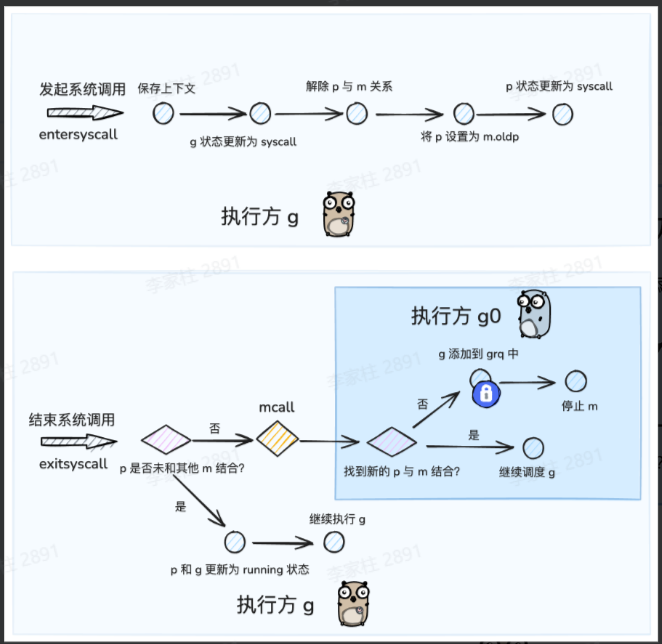 发起系统调用
保存上下文
解除 p 与 m 关系
p 状态更新为 syscall
entersyscall
g 状态更新为 syscall
将 p 设置为 m.oldp
执行方 g
李家柱 2891
执行方 g0
g 添加到 grq 中
否
停止 m
mcall
结束系统调用
否
是
exitsyscall
p 是否未和其他 m 结合?
找到新的 p 与 m 结合?
继续调度 g
是
继续执行 g
p 和 g 更新为 running 状态
执行方 g